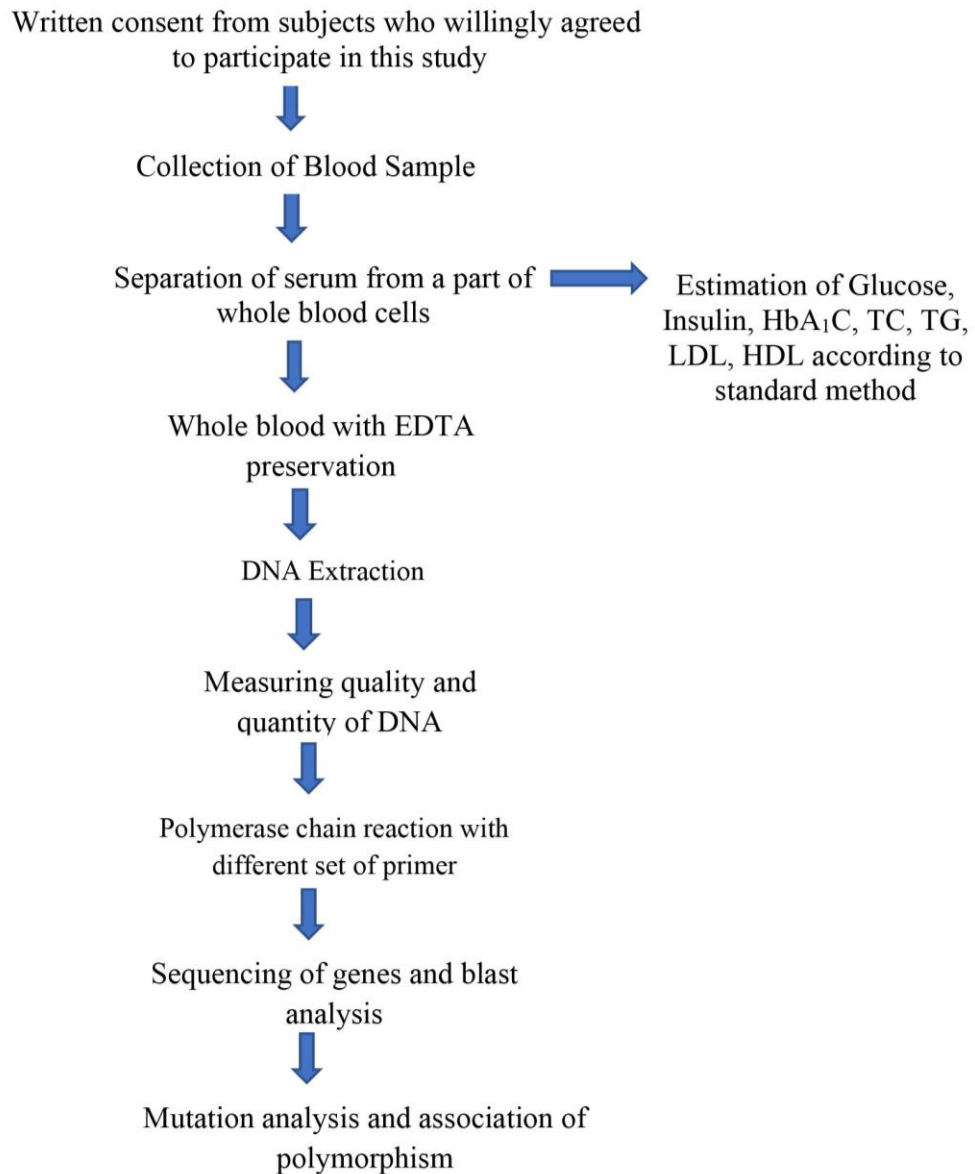 Written consent from subjects who willingly agreed
to participate in this study
Collection of Blood Sample
Separation of serum from a part of
whole blood cells
Estimation of Glucose,
Insulin, HbA₁C, TC, TG,
LDL, HDL according to
standard method
Whole blood with EDTA
preservation
DNA Extraction
Measuring quality and
quantity of DNA
Polymerase chain reaction with
different set of primer
Sequencing of genes and blast
analysis
Mutation analysis and association of
polymorphism